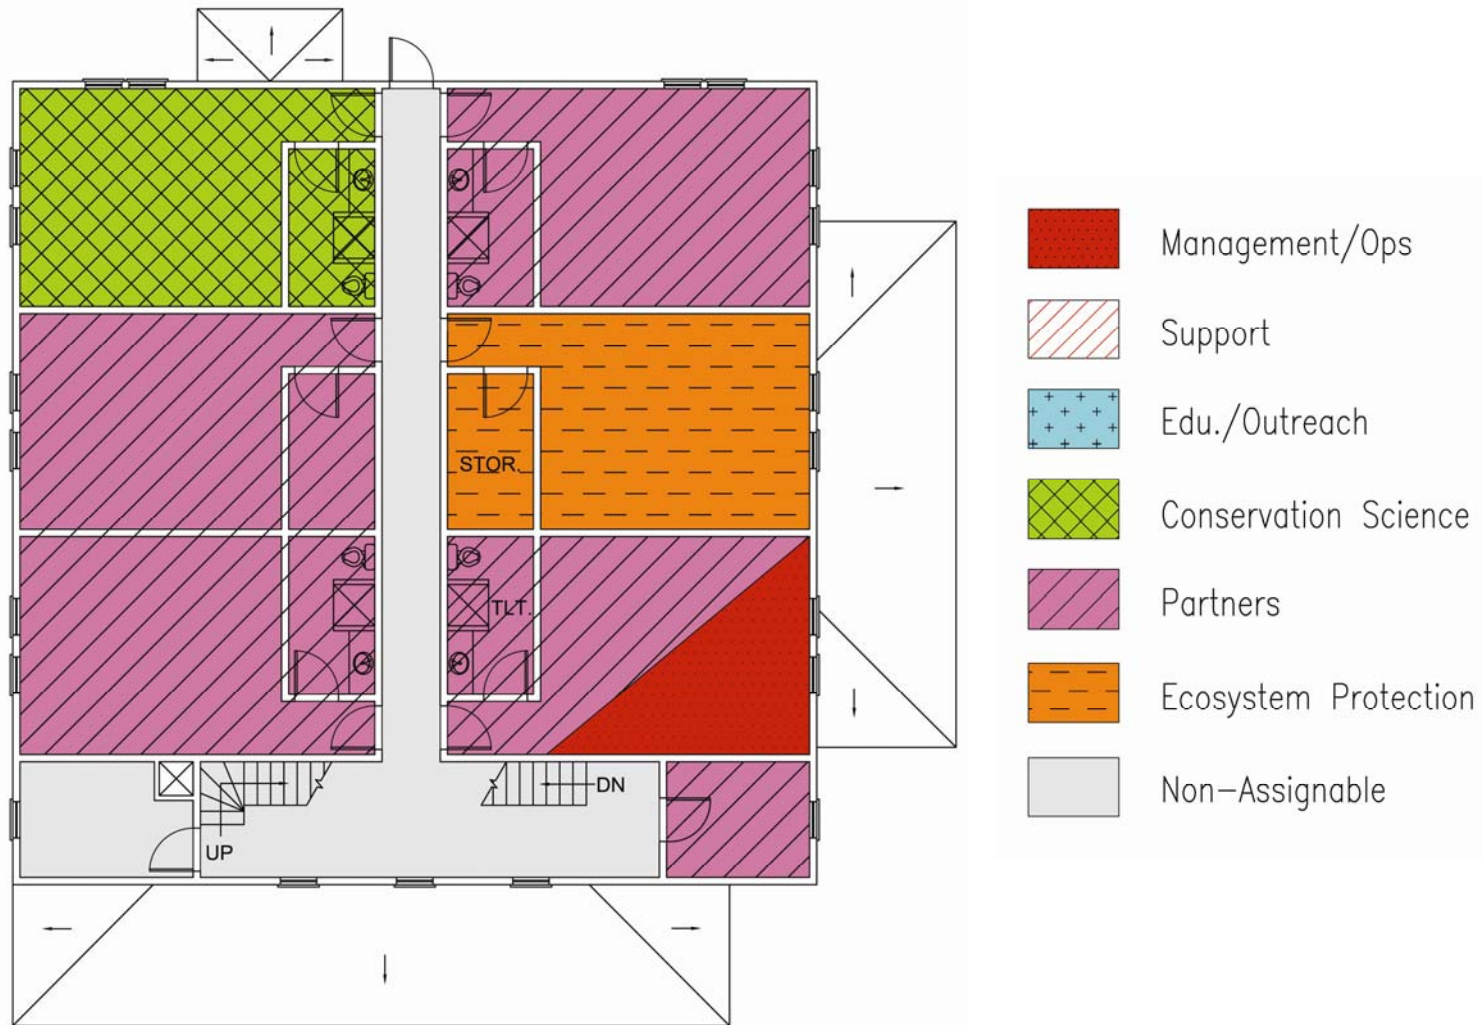 STOR.
TLT.
DN
UP
Management/Ops
Support
Edu./Outreach
Conservation Science
Partners
Ecosystem Protection
Non-Assignable